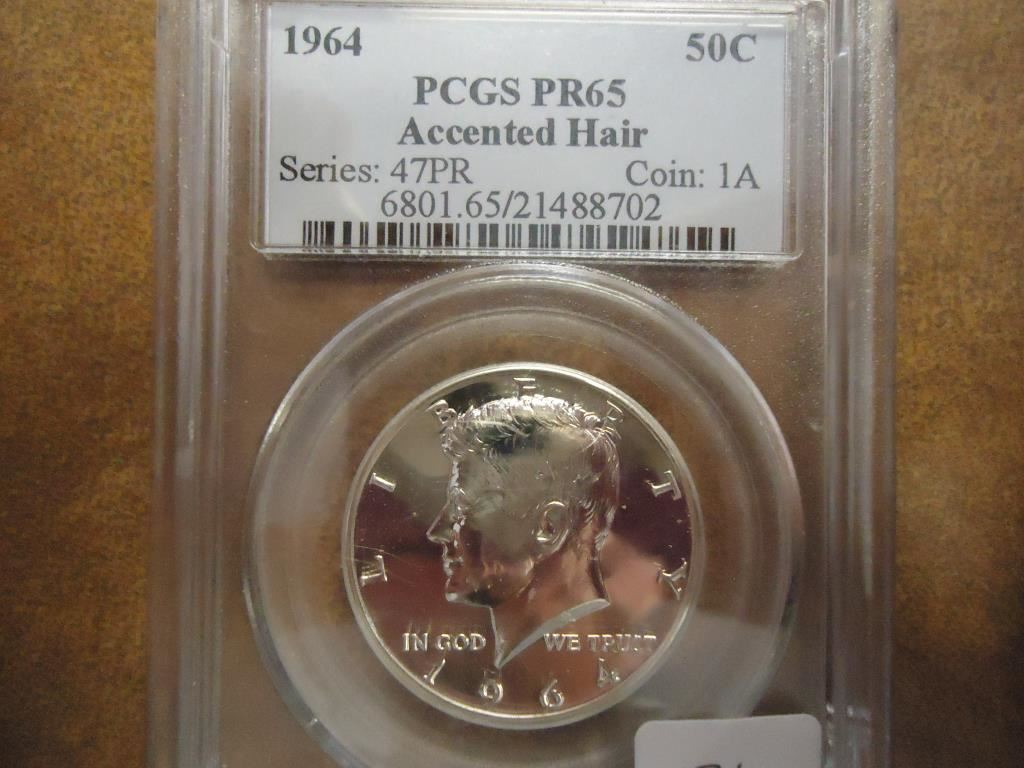 1964 50C
PCGS PR65
Accented Hair
Series: 47PR Coin: 1A
6801.65/21488702
LIBERTY
IN GOD WE TRUST
1964